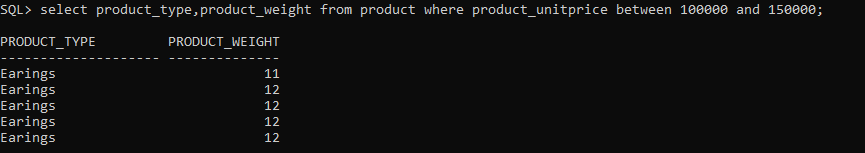 SQL> select product_type,product_weight from product where product_unitprice between 100000 and 150000;
PRODUCT_TYPE         PRODUCT_WEIGHT
-------------------- --------------
Earings                          11
Earings                          12
Earings                          12
Earings                          12
Earings                          12